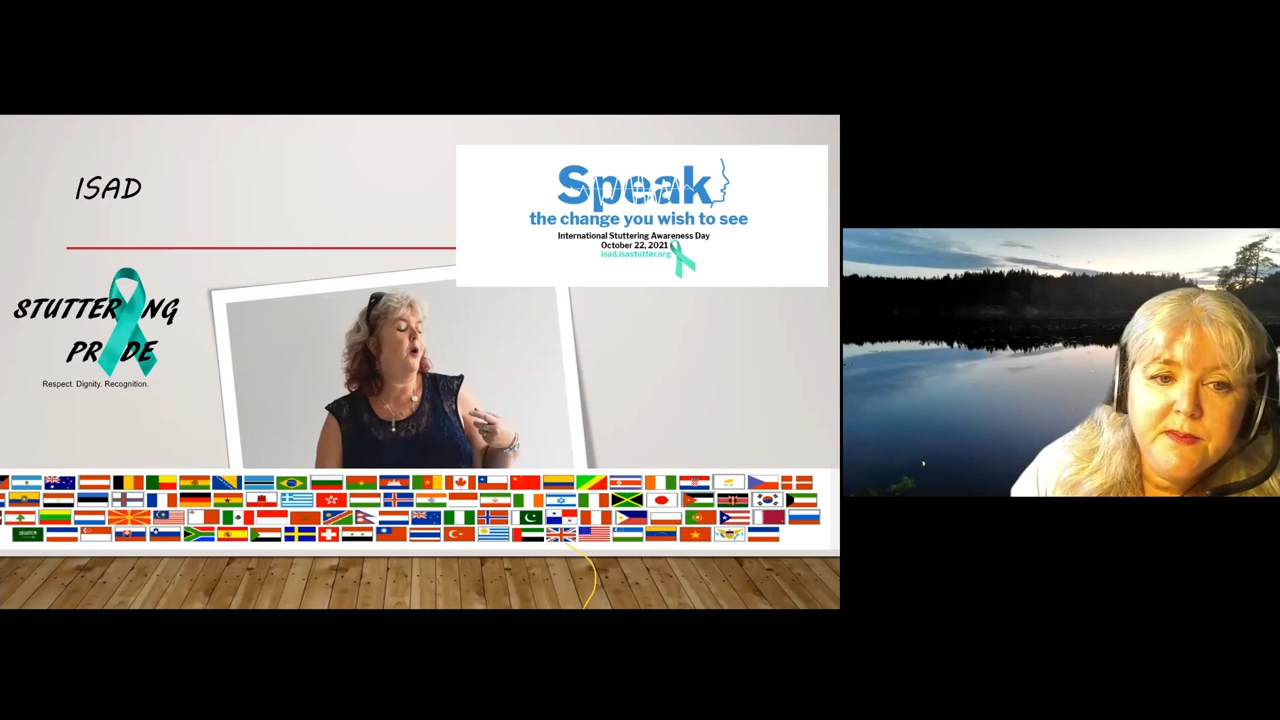 ISAD
Speak
the change you wish to see
International Stuttering Awareness Day
October 22, 2021
isad.isastutter.org
STUTTER NG
PR DE
Respect. Dignity. Recognition.